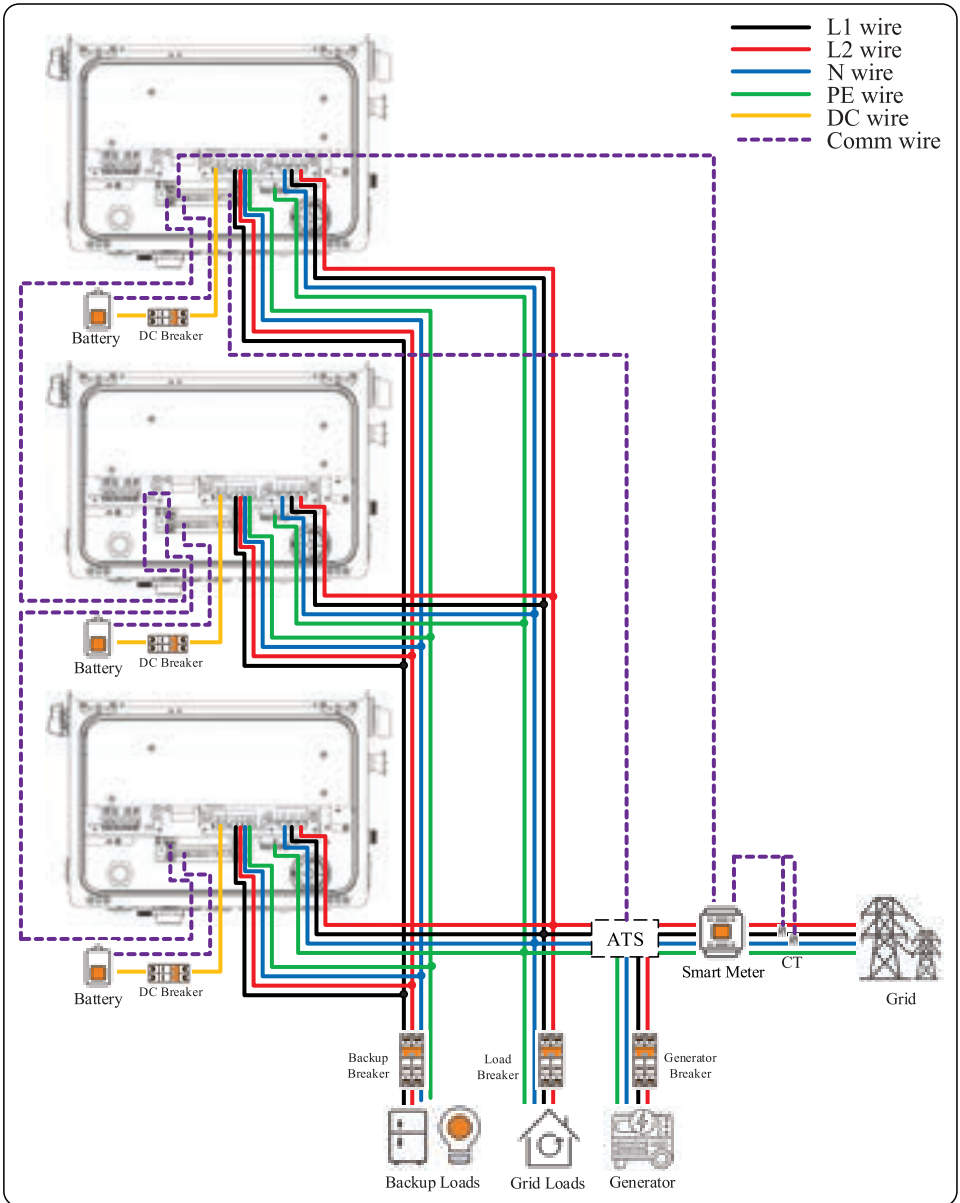 L1 wire
L2 wire
N wire
PE wire
DC wire
Comm wire
Battery
DC Breaker
Battery
DC Breaker
Battery
DC Breaker
ATS
Smart Meter
CT
Grid
Backup
Breaker
Load
Breaker
Generator
Breaker
Backup Loads
Grid Loads
Generator